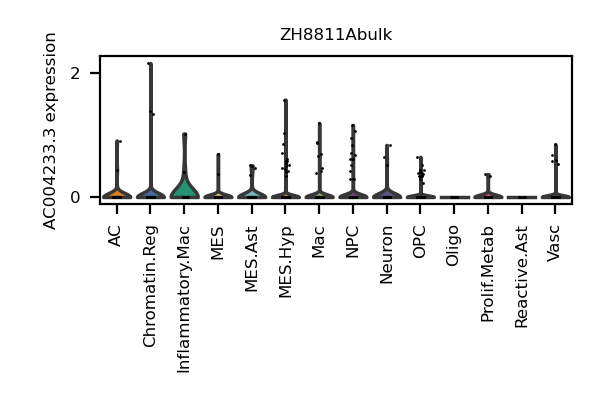 ZH8811Abulk
AC004233.3 expression
2
0
AC
Chromatin.Reg
Inflammatory.Mac
MES
MES.Ast
MES.Hyp
Mac
NPC
Neuron
OPC
Oligo
Prolif.Metab
Reactive.Ast
Vasc